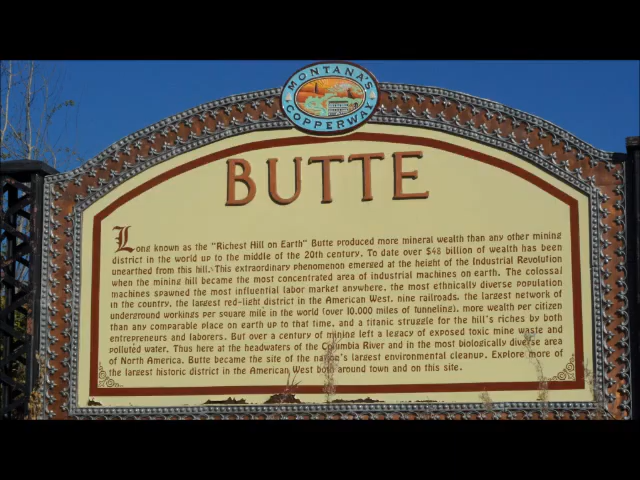 MONTANA'S
COPPERWAY
BUTTE
Long known as the "Richest Hill on Earth" Butte produced more mineral wealth than any other mining
district in the world up to the middle of the 20th century. To date over $48 billion of wealth has been
unearthed from this hill. This extraordinary phenomenon emerged at the height of the Industrial Revolution
when the mining hill became the most concentrated area of industrial machines on earth. The colossal
machines spawned the most influential labor market anywhere, the most ethnically diverse population
in the country, the largest red-light district in the American West, nine railroads, the largest network of
underground workings per square mile in the world (over 10,000 miles of tunneling), more wealth per citizen
than any comparable place on earth up to that time, and a titanic struggle for the hill's riches by both
entrepreneurs and laborers. But over a century of mining left a legacy of exposed toxic mine waste and
polluted water. Thus here at the headwaters of the Columbia River and in the most biologically diverse area
of North America, Butte became the site of the nation's largest environmental cleanup. Explore more of
the largest historic district in the American West both around town and on this site.